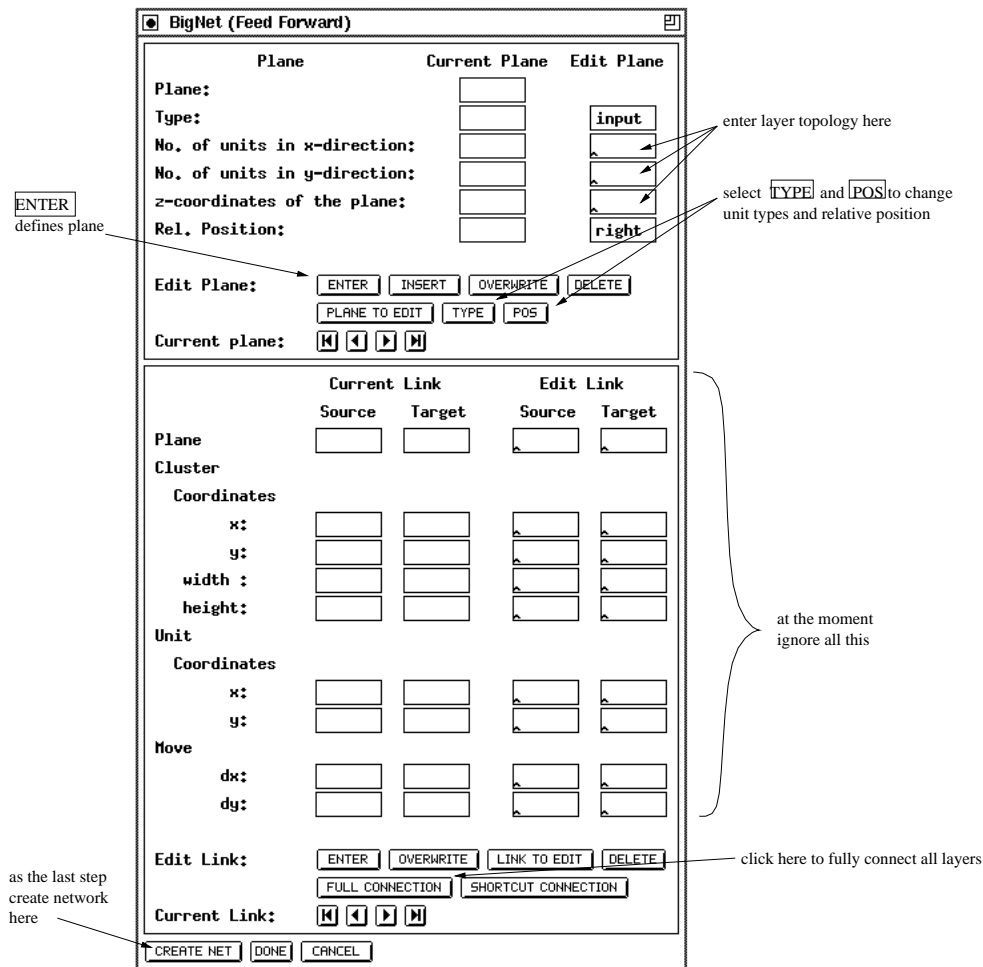 BigNet (Feed Forward)
Plane Current Plane Edit Plane
Plane:
Type: input
No. of units in x-direction:
No. of units in y-direction:
z-coordinates of the plane:
Rel. Position: right
enter layer topology here
select TYPE and POS to change
unit types and relative position
ENTER
defines plane
Edit Plane: ENTER INSERT OVERWRITE DELETE
PLANE TO EDIT TYPE POS
Current plane:
Current Link Edit Link
Source Target Source Target
Plane
Cluster
Coordinates
x:
y:
width :
height:
Unit
Coordinates
x:
y:
Move
dx:
dy:
at the moment
ignore all this
Edit Link: ENTER OVERWRITE LINK TO EDIT DELETE
FULL CONNECTION SHORTCUT CONNECTION
click here to fully connect all layers
Current Link:
as the last step
create network
here
CREATE NET DONE CANCEL